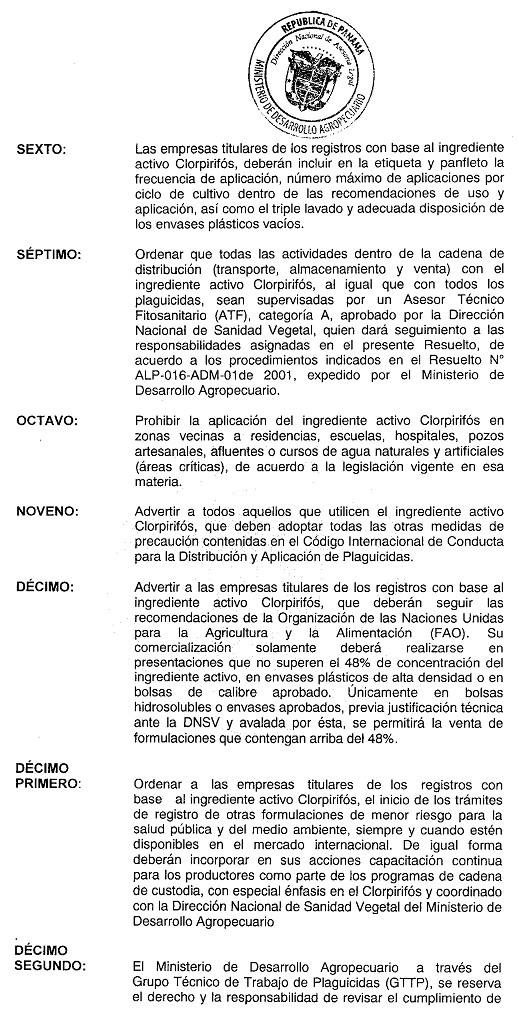 REPUBLICA DE PANAMA
Dirección Nacional de Asesoría Legal
MINISTERIO DE DESARROLLO AGROPECUARIO
SEXTO: Las empresas titulares de los registros con base al ingrediente
activo Clorpirifós, deberán incluir en la etiqueta y panfleto la
frecuencia de aplicación, número máximo de aplicaciones por
ciclo de cultivo dentro de las recomendaciones de uso y
aplicación, así como el triple lavado y adecuada disposición de
los envases plásticos vacíos.
SÉPTIMO: Ordenar que todas las actividades dentro de la cadena de
distribución (transporte, almacenamiento y venta) con el
ingrediente activo Clorpirifós, al igual que con todos los
plaguicidas, sean supervisadas por un Asesor Técnico
Fitosanitario (ATF), categoría A, aprobado por la Dirección
Nacional de Sanidad Vegetal, quien dará seguimiento a las
responsabilidades asignadas en el presente Resuelto, de
acuerdo a los procedimientos indicados en el Resuelto N°
ALP-016-ADM-01de 2001, expedido por el Ministerio de
Desarrollo Agropecuario.
OCTAVO: Prohibir la aplicación del ingrediente activo Clorpirifós en
zonas vecinas a residencias, escuelas, hospitales, pozos
artesanales, afluentes o cursos de agua naturales y artificiales
(áreas críticas), de acuerdo a la legislación vigente en esa
materia.
NOVENO: Advertir a todos aquellos que utilicen el ingrediente activo
Clorpirifós, que deben adoptar todas las otras medidas de
precaución contenidas en el Código Internacional de Conducta
para la Distribución y Aplicación de Plaguicidas.
DÉCIMO: Advertir a las empresas titulares de los registros con base al
ingrediente activo Clorpirifós, que deberán seguir las
recomendaciones de la Organización de las Naciones Unidas
para la Agricultura y la Alimentación (FAO). Su
comercialización solamente deberá realizarse en
presentaciones que no superen el 48% de concentración del
ingrediente activo, en envases plásticos de alta densidad o en
bolsas de calibre aprobado. Únicamente en bolsas
hidrosolubles o envases aprobados, previa justificación técnica
ante la DNSV y avalada por ésta, se permitirá la venta de
formulaciones que contengan arriba del 48%.
DÉCIMO
PRIMERO: Ordenar a las empresas titulares de los registros con
base al ingrediente activo Clorpirifós, el inicio de los trámites
de registro de otras formulaciones de menor riesgo para la
salud pública y del medio ambiente, siempre y cuando estén
disponibles en el mercado internacional. De igual forma
deberán incorporar en sus acciones capacitación continua
para los productores como parte de los programas de cadena
de custodia, con especial énfasis en el Clorpirifós y coordinado
con la Dirección Nacional de Sanidad Vegetal del Ministerio de
Desarrollo Agropecuario
DÉCIMO
SEGUNDO: El Ministerio de Desarrollo Agropecuario a través del
Grupo Técnico de Trabajo de Plaguicidas (GTTP), se reserva
el derecho y la responsabilidad de revisar el cumplimiento de